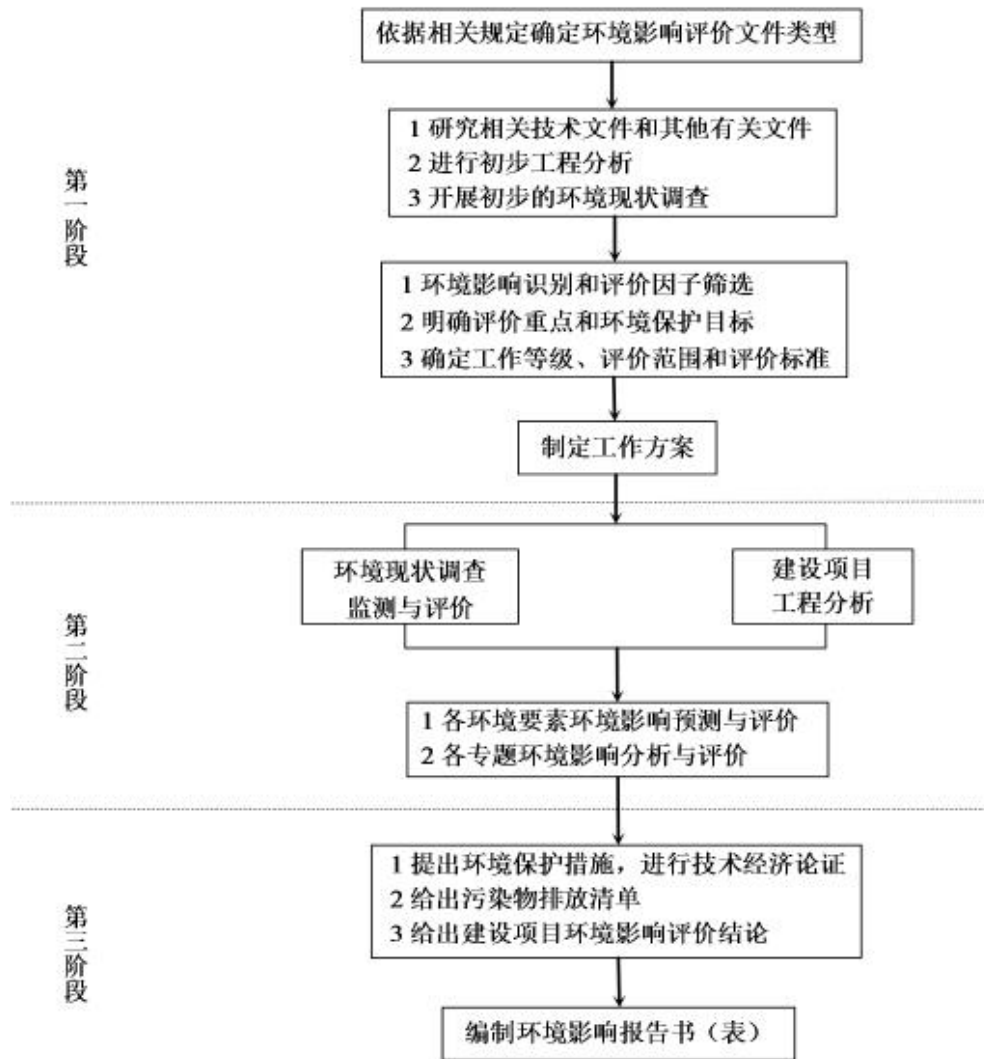 依据相关规定确定环境影响评价文件类型
1 研究相关技术文件和其他有关文件
2 进行初步工程分析
3 开展初步的环境现状调查
第一阶段
1 环境影响识别和评价因子筛选
2 明确评价重点和环境保护目标
3 确定工作等级、评价范围和评价标准
制定工作方案
环境现状调查
监测与评价
建设项目
工程分析
第二阶段
1 各环境要素环境影响预测与评价
2 各专题环境影响分析与评价
1 提出环境保护措施，进行技术经济论证
2 给出污染物排放清单
3 给出建设项目环境影响评价结论
第三阶段
编制环境影响报告书（表）